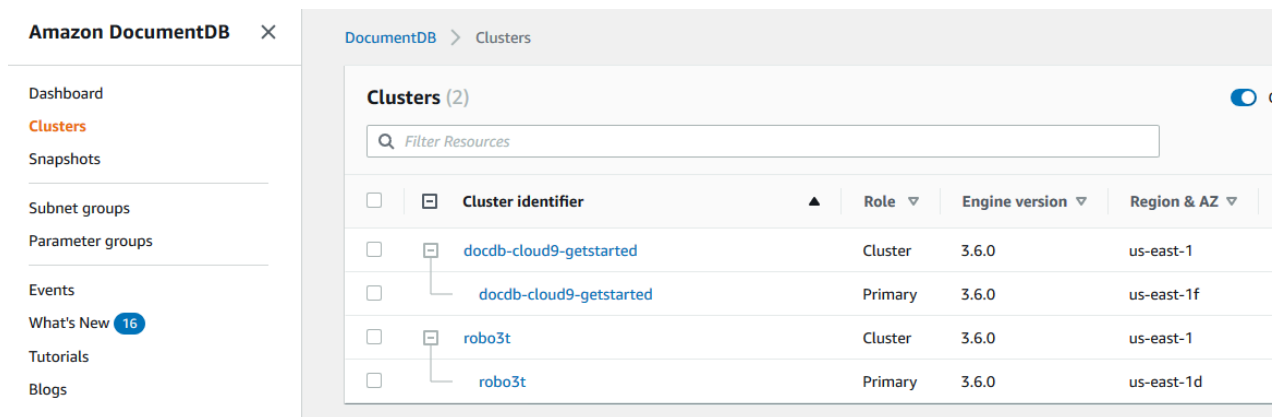 Amazon DocumentDB
Dashboard
Clusters
Snapshots
Subnet groups
Parameter groups
Events
What's New 16
Tutorials
Blogs
DocumentDB > Clusters
Clusters (2)
Filter Resources
Cluster identifier Role Engine version Region & AZ
docdb-cloud9-getstarted Cluster 3.6.0 us-east-1
docdb-cloud9-getstarted Primary 3.6.0 us-east-1f
robo3t Cluster 3.6.0 us-east-1
robo3t Primary 3.6.0 us-east-1d